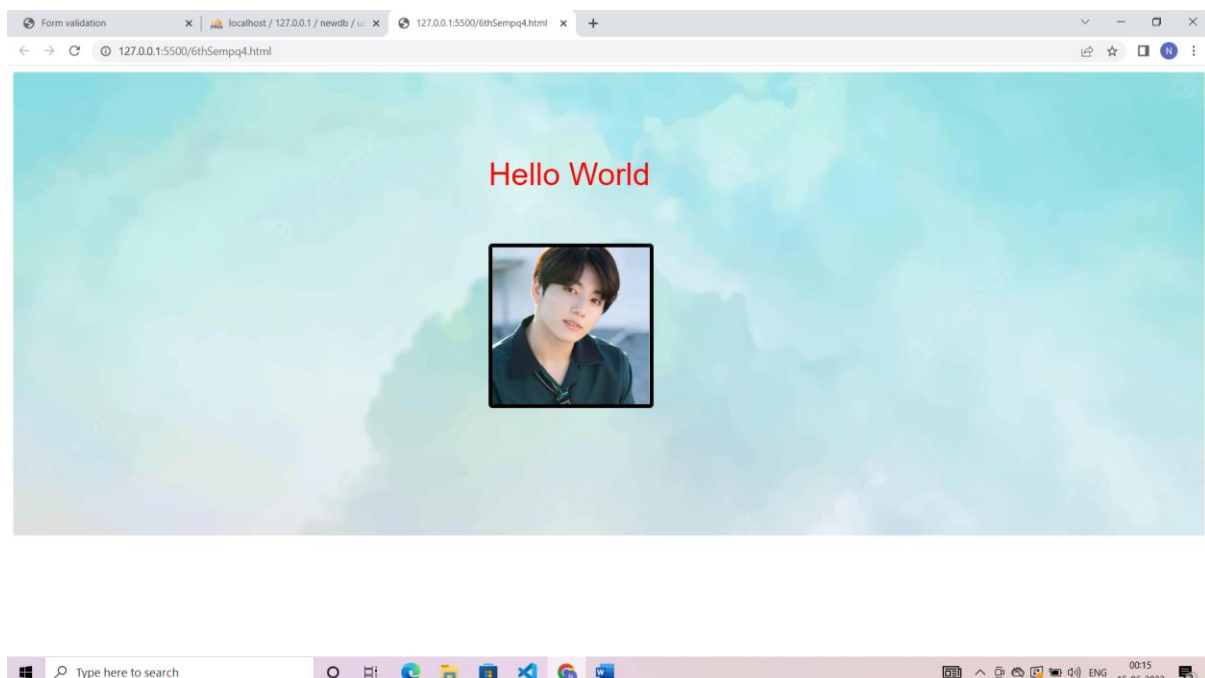 Form validation
localhost / 127.0.0.1 / newdb / us
127.0.0.1:5500/6thSempq4.html
127.0.0.1:5500/6thSempq4.html
N
Hello World
Type here to search
ENG
00:15